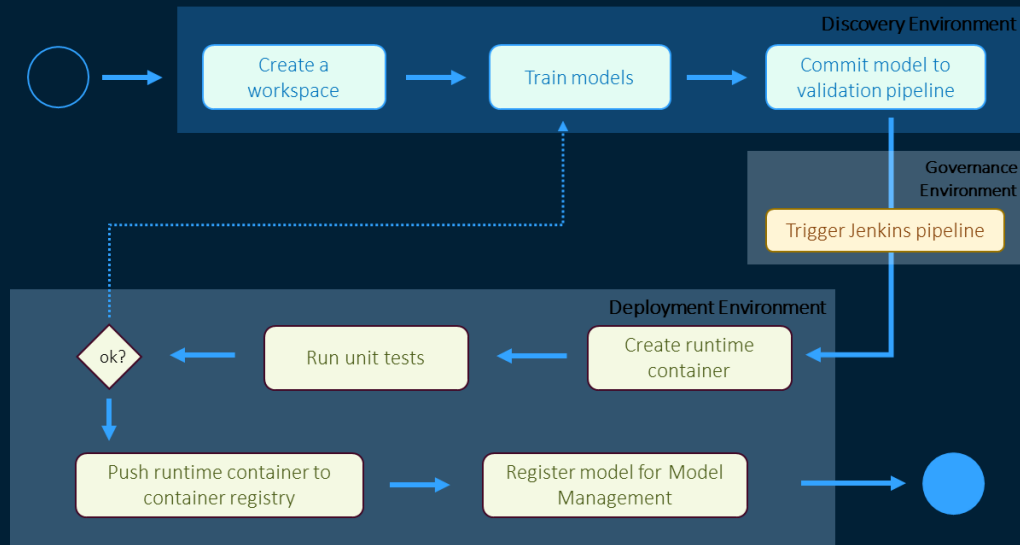 Discovery Environment
Create a
workspace
Train models
Commit model to
validation pipeline
Governance
Environment
Trigger Jenkins pipeline
Deployment Environment
ok?
Run unit tests
Create runtime
container
Push runtime container to
container registry
Register model for Model
Management